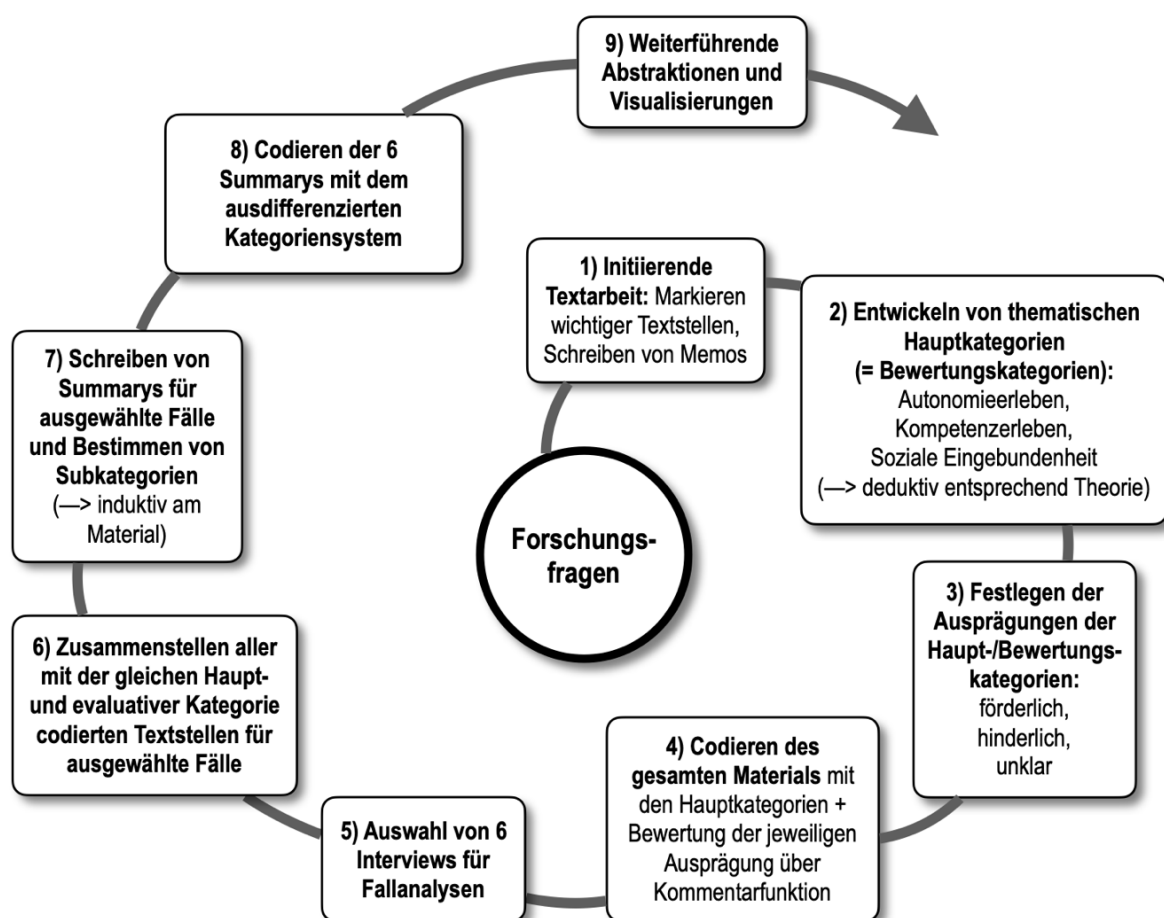 Forschungs-
fragen
1) Initiierende
Textarbeit: Markieren
wichtiger Textstellen,
Schreiben von Memos
2) Entwickeln von thematischen
Hauptkategorien
(= Bewertungskategorien):
Autonomieerleben,
Kompetenzerleben,
Soziale Eingebundenheit
(—> deduktiv entsprechend Theorie)
3) Festlegen der
Ausprägungen der
Haupt-/Bewertungs-
kategorien:
förderlich,
hinderlich,
unklar
4) Codieren des
gesamten Materials mit
den Hauptkategorien +
Bewertung der jeweiligen
Ausprägung über
Kommentarfunktion
5) Auswahl von 6
Interviews für
Fallanalysen
6) Zusammenstellen aller
mit der gleichen Haupt-
und evaluativer Kategorie
codierten Textstellen für
ausgewählte Fälle
7) Schreiben von
Summarys für
ausgewählte Fälle
und Bestimmen von
Subkategorien
(—> induktiv am
Material)
8) Codieren der 6
Summarys mit dem
ausdifferenzierten
Kategoriensystem
9) Weiterführende
Abstraktionen und
Visualisierungen